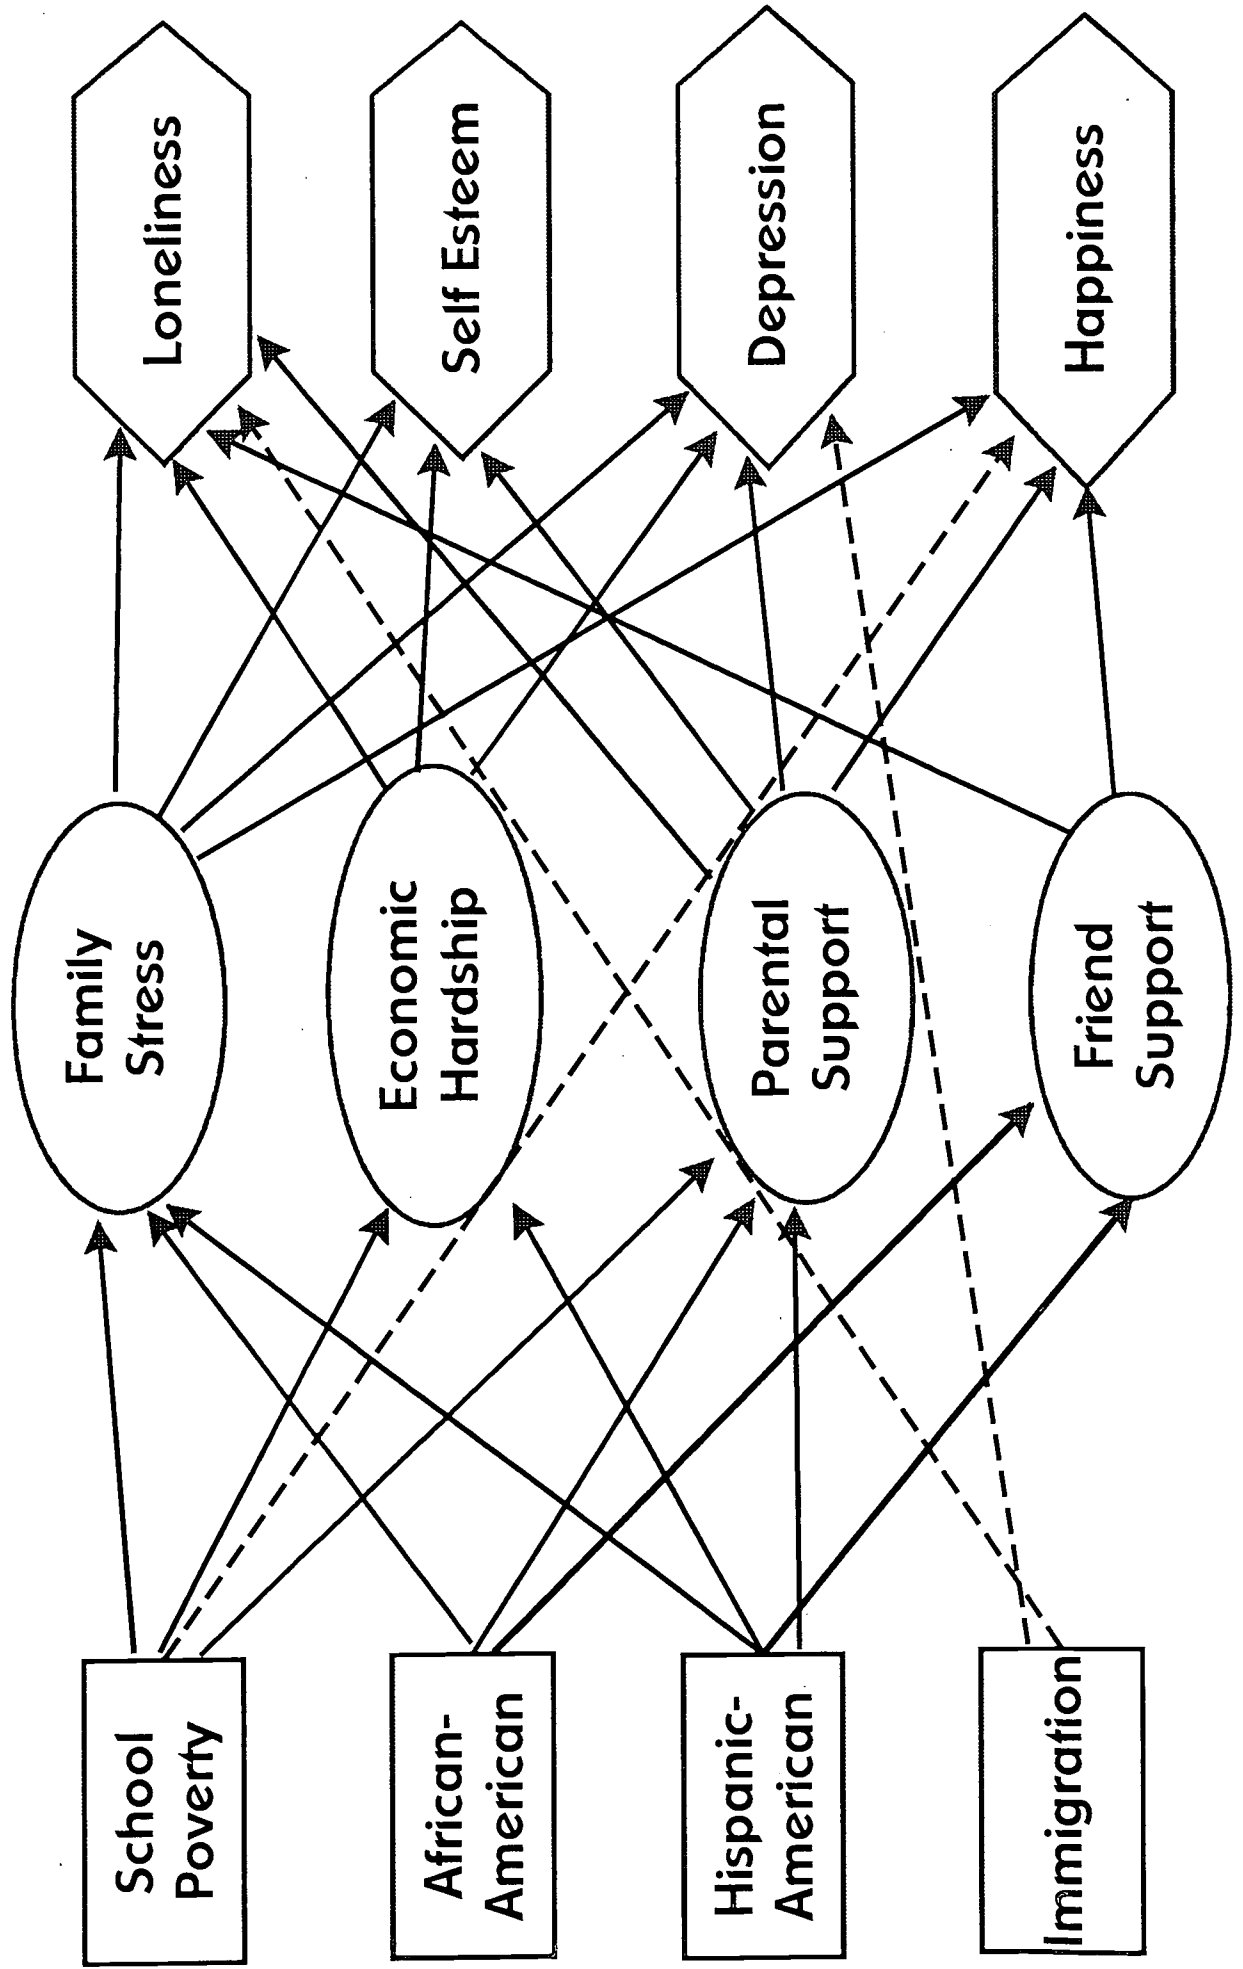 School
Poverty
African-
American
Hispanic-
American
Immigration
Family
Stress
Economic
Hardship
Parental
Support
Friend
Support
Loneliness
Self Esteem
Depression
Happiness